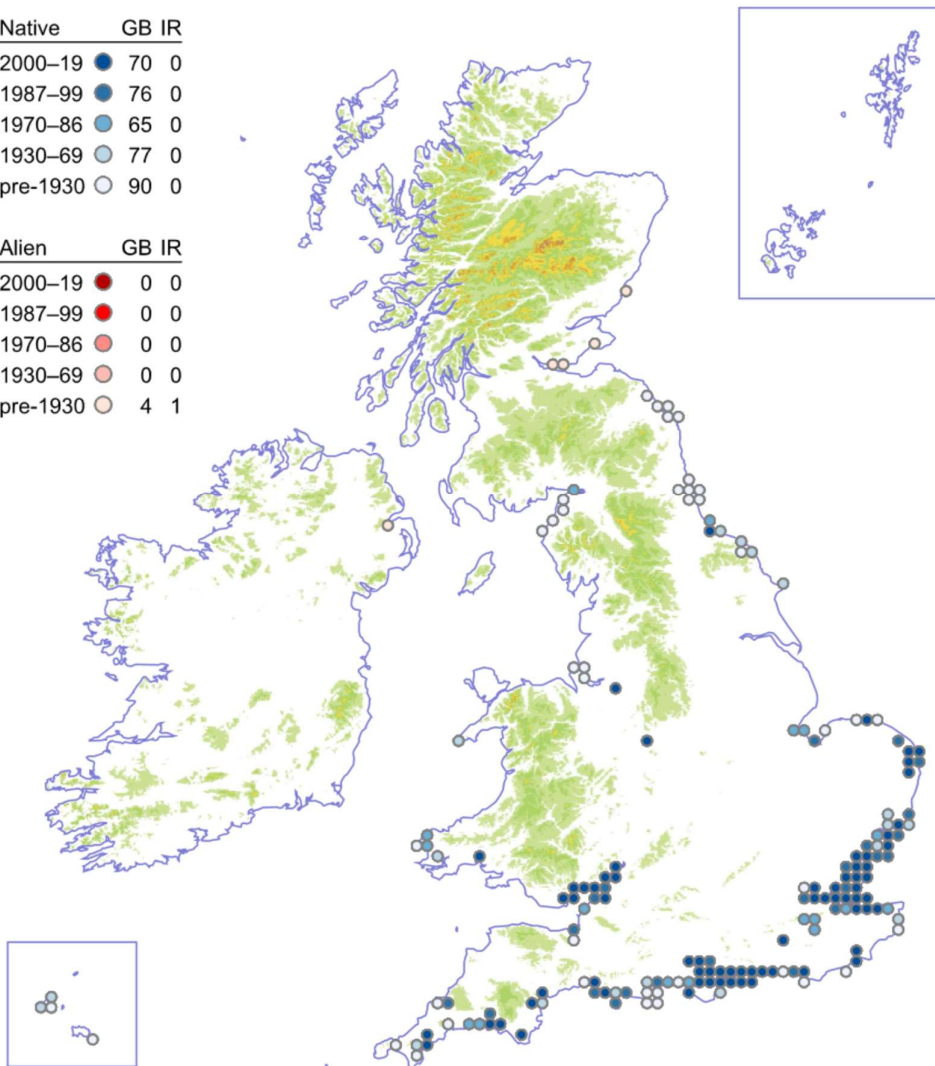 Native GB IR
2000–19 70 0
1987–99 76 0
1970–86 65 0
1930–69 77 0
pre-1930 90 0
Alien GB IR
2000–19 0 0
1987–99 0 0
1970–86 0 0
1930–69 0 0
pre-1930 4 1